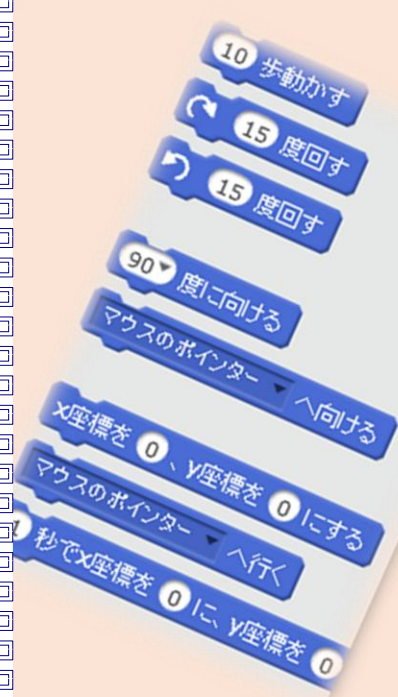 10 歩動かす
15 度回す
15 度回す
90 度に向ける
マウスのポインター へ向ける
x座標を 0 、y座標を 0 にする
マウスのポインター へ行く
1 秒でx座標を 0 に、y座標を 0